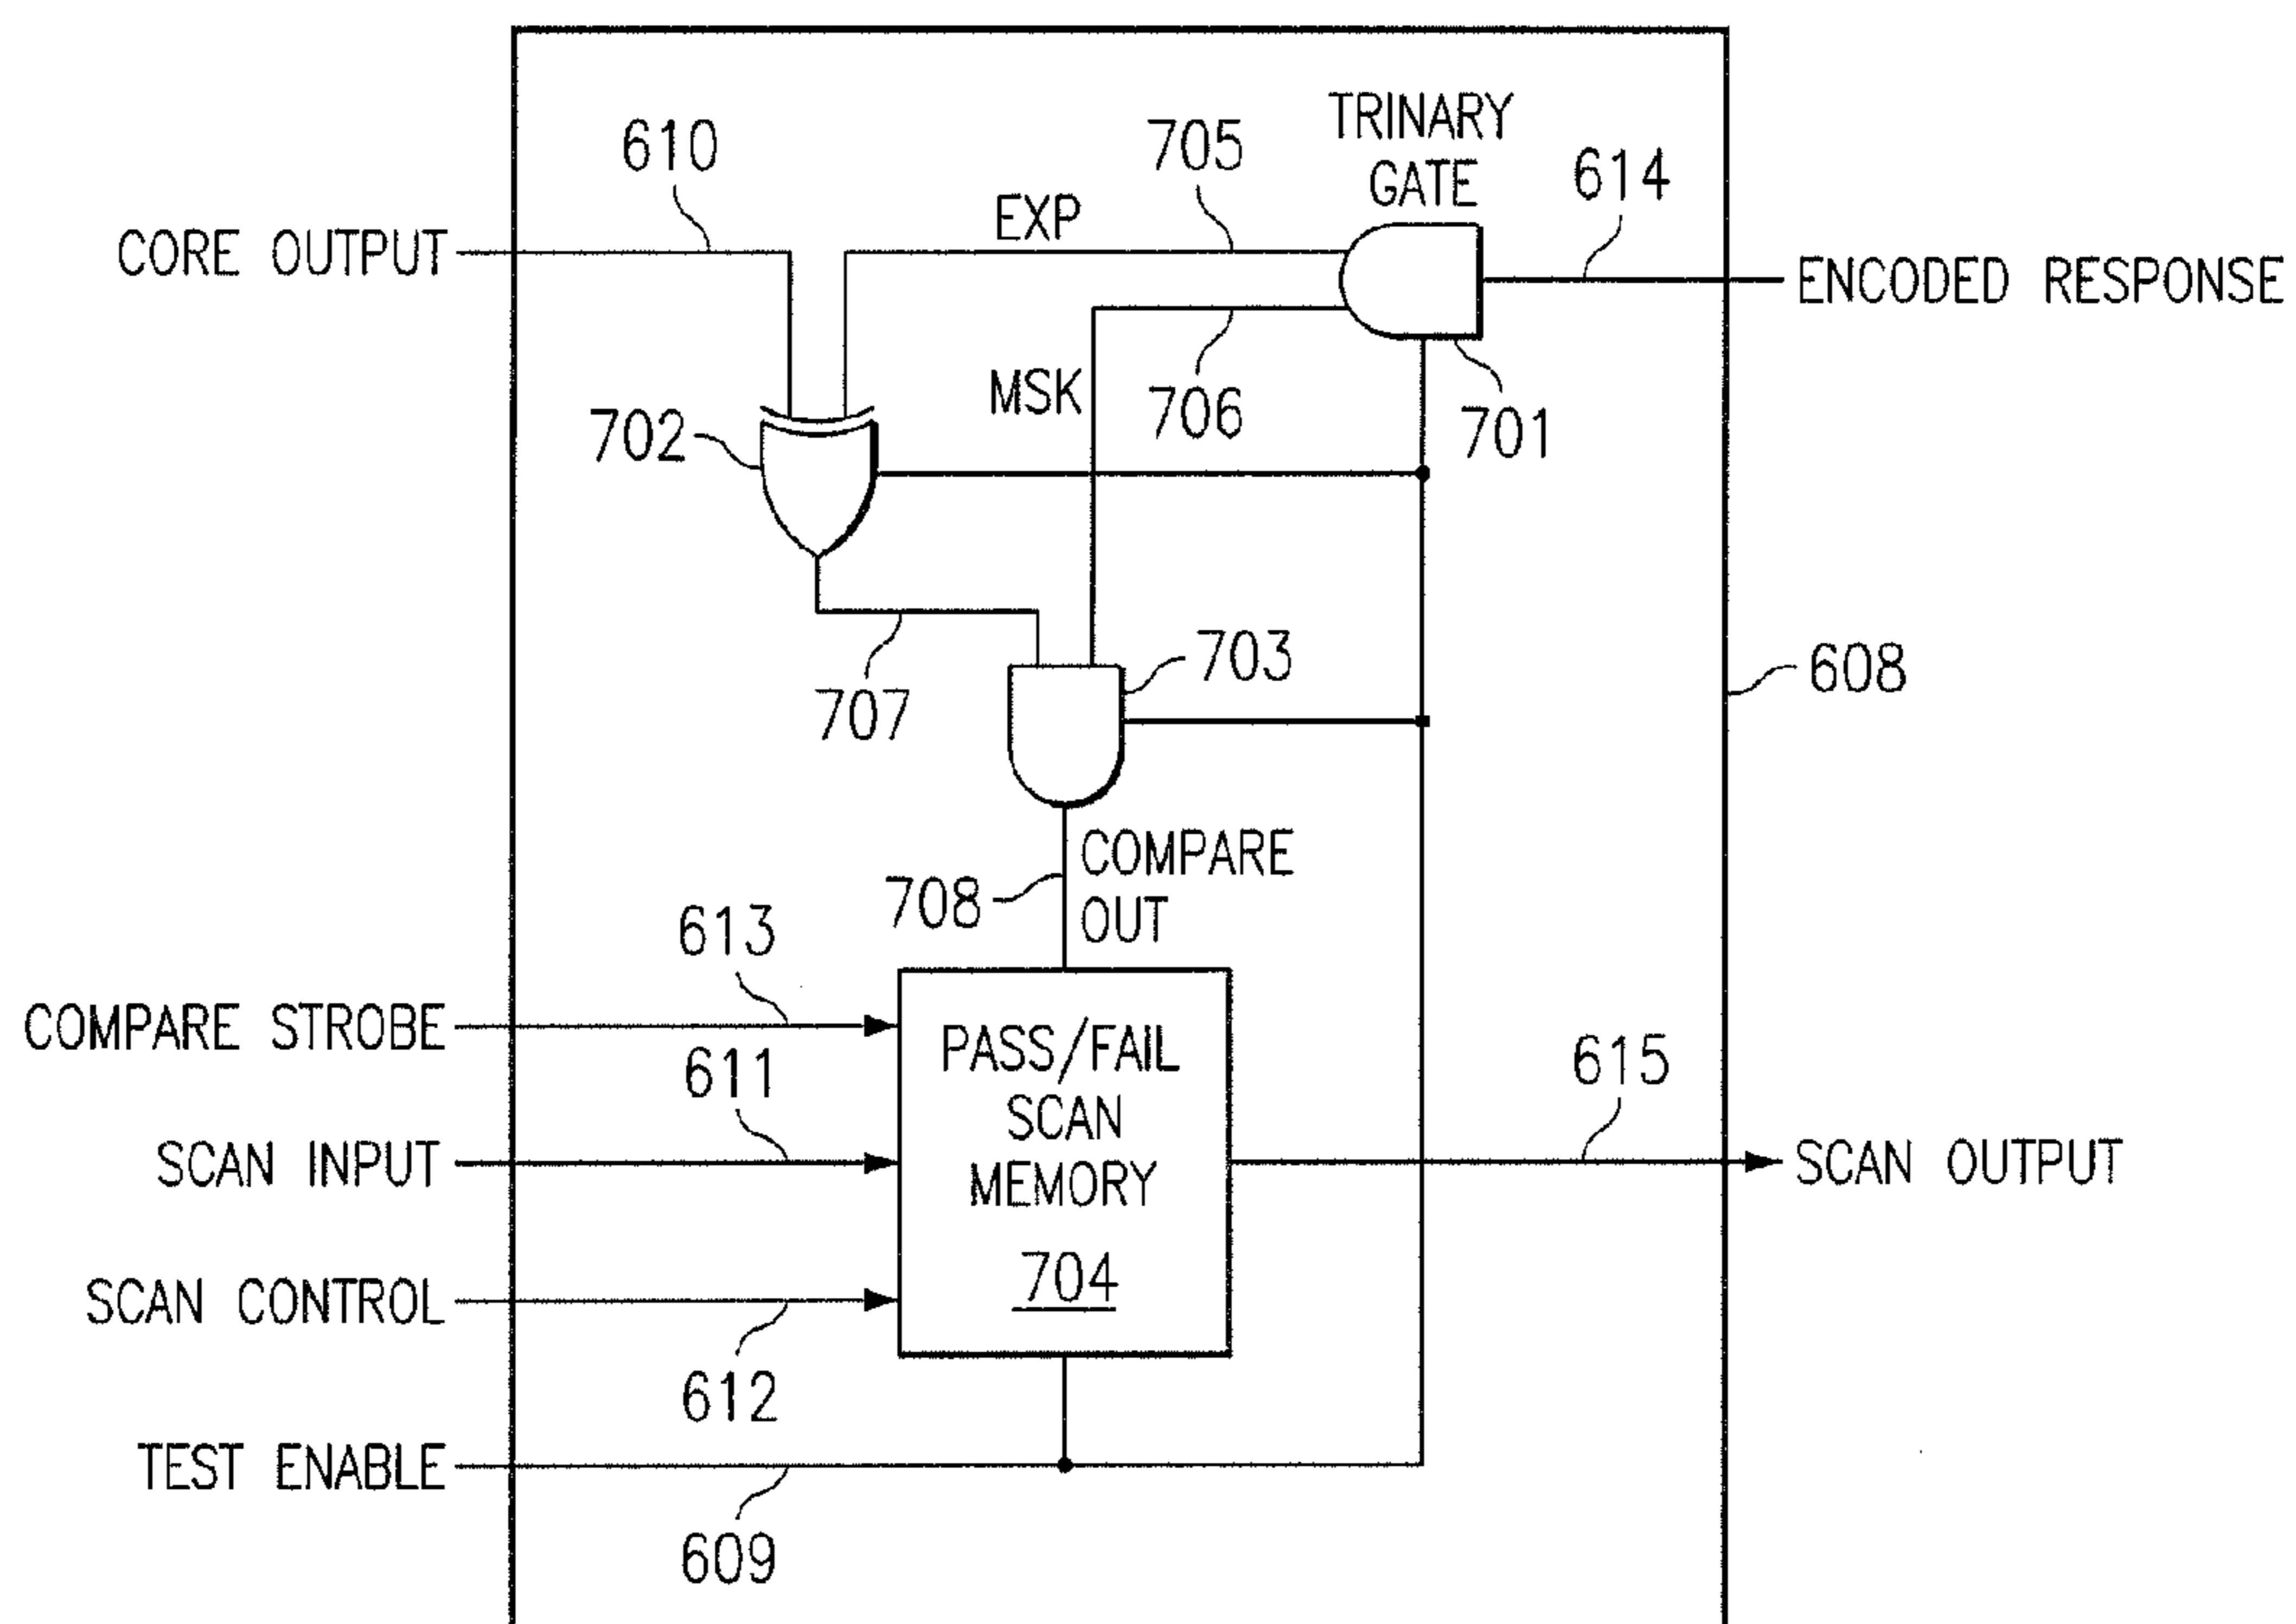 TRINARY
GATE
610
705
614
EXP
CORE OUTPUT
ENCODED RESPONSE
MSK
706
701
702
703
608
707
COMPARE
OUT
708
613
COMPARE STROBE
PASS/FAIL
SCAN
MEMORY
704
611
615
SCAN INPUT
SCAN OUTPUT
SCAN CONTROL
612
TEST ENABLE
609